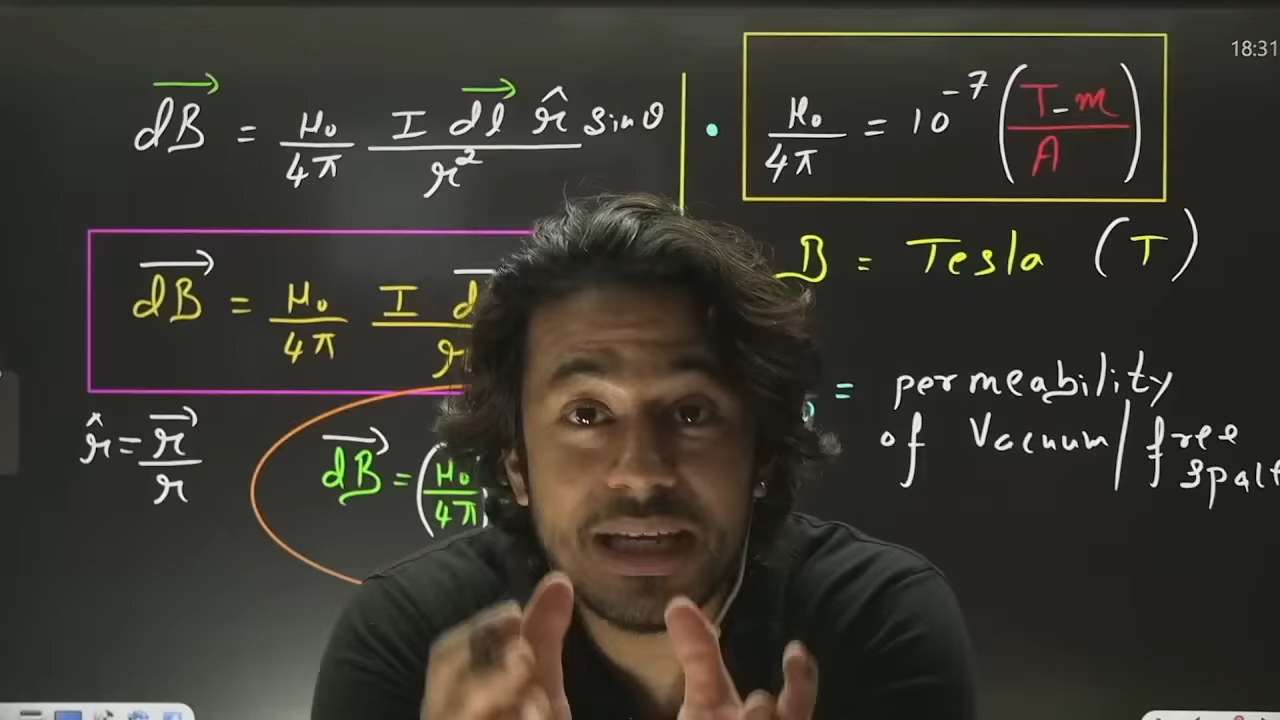 18:31
dB⃗ = μ₀/4π I dl⃗ r̂ sinθ / r²
μ₀/4π = 10⁻⁷ (T-m/A)
dB⃗ = μ₀/4π I
B = Tesla (T)
= permeability
of Vacuum/free
r̂ = r⃗/r
dB⃗ = (μ₀/4π